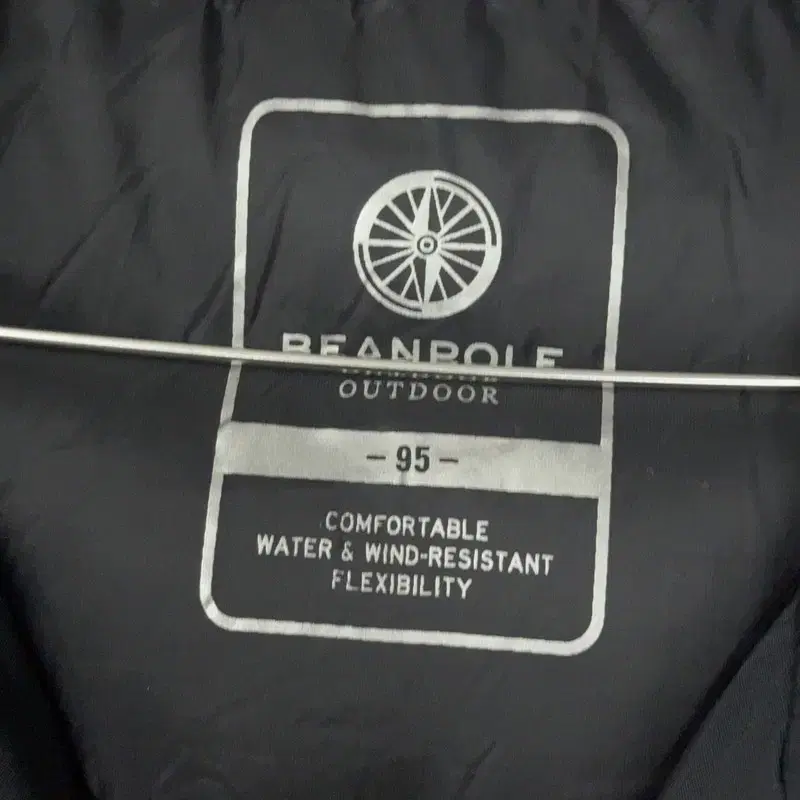 BEANPOLE
OUTDOOR
- 95 -
COMFORTABLE
WATER & WIND-RESISTANT
FLEXIBILITY